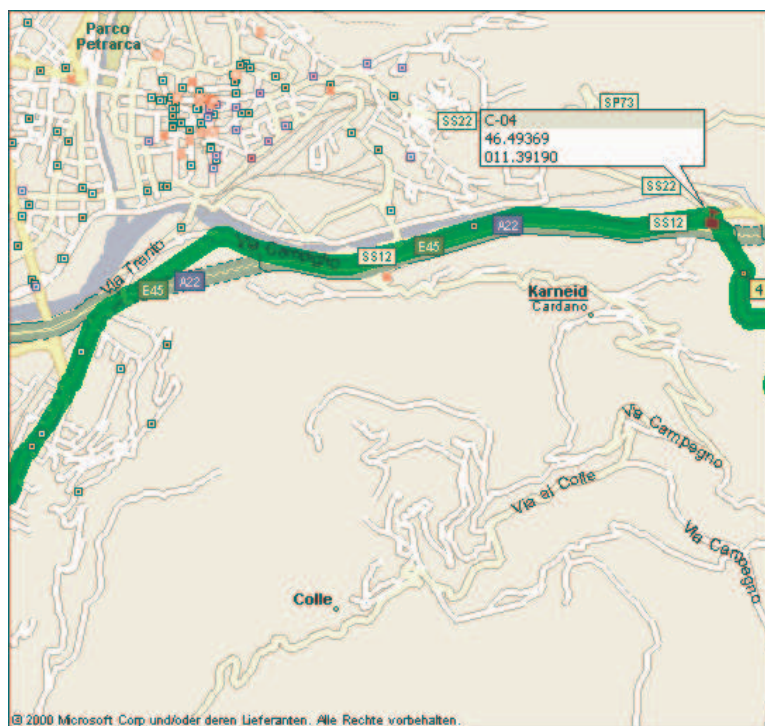 Parco
Petrarca
SP73
SS22
C-04
46.49369
011.39190
SS22
SS12
A22
E45
Via Campegno
SS12
Via Trento
E45
A22
Karneid
Cardano
4
Via Campegno
Via al Colle
Via Campegno
Colle
© 2000 Microsoft Corp und/oder deren Lieferanten. Alle Rechte vorbehalten.